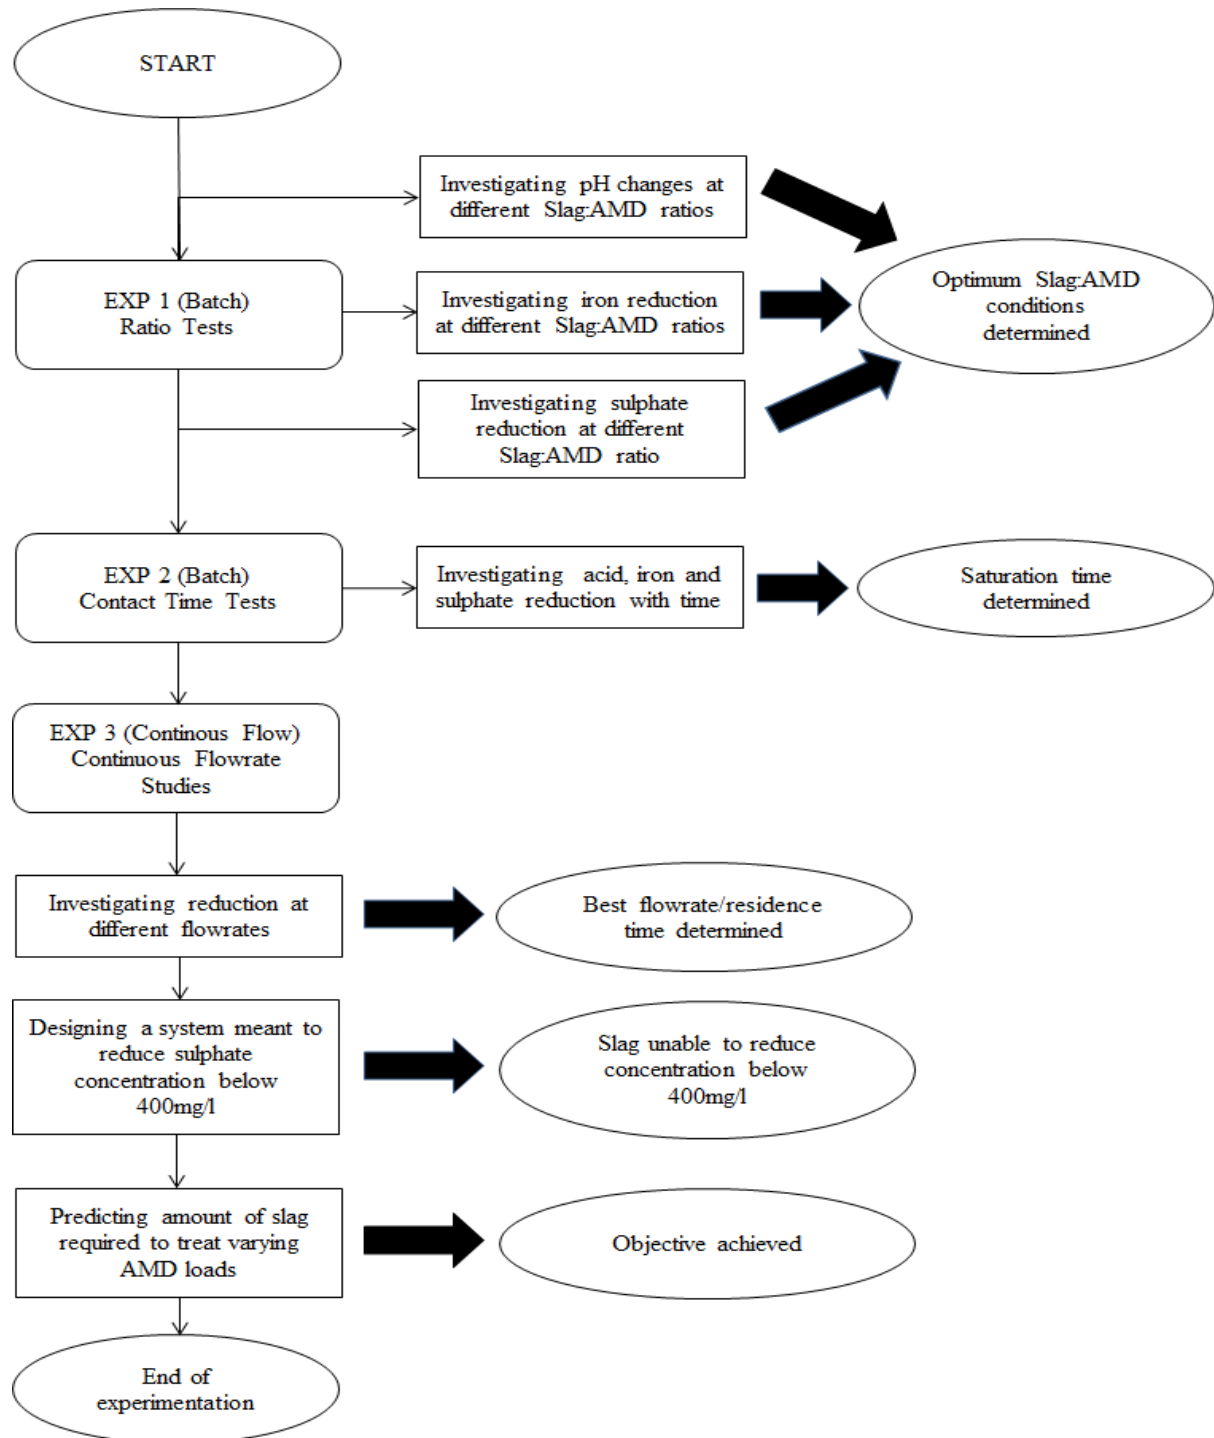 START
Investigating pH changes at
different Slag:AMD ratios
EXP 1 (Batch)
Ratio Tests
Investigating iron reduction
at different Slag:AMD ratios
Optimum Slag:AMD
conditions
determined
Investigating sulphate
reduction at different
Slag:AMD ratio
EXP 2 (Batch)
Contact Time Tests
Investigating acid, iron and
sulphate reduction with time
Saturation time
determined
EXP 3 (Continous Flow)
Continuous Flowrate
Studies
Investigating reduction at
different flowrates
Best flowrate/residence
time determined
Designing a system meant to
reduce sulphate
concentration below
400mg/l
Slag unable to reduce
concentration below
400mg/l
Predicting amount of slag
required to treat varying
AMD loads
Objective achieved
End of
experimentation